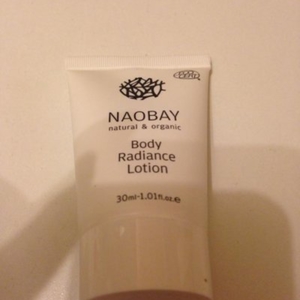 NAOBAY
natural & organic
Body
Radiance
Lotion
30ml-1.01fl.oz.e